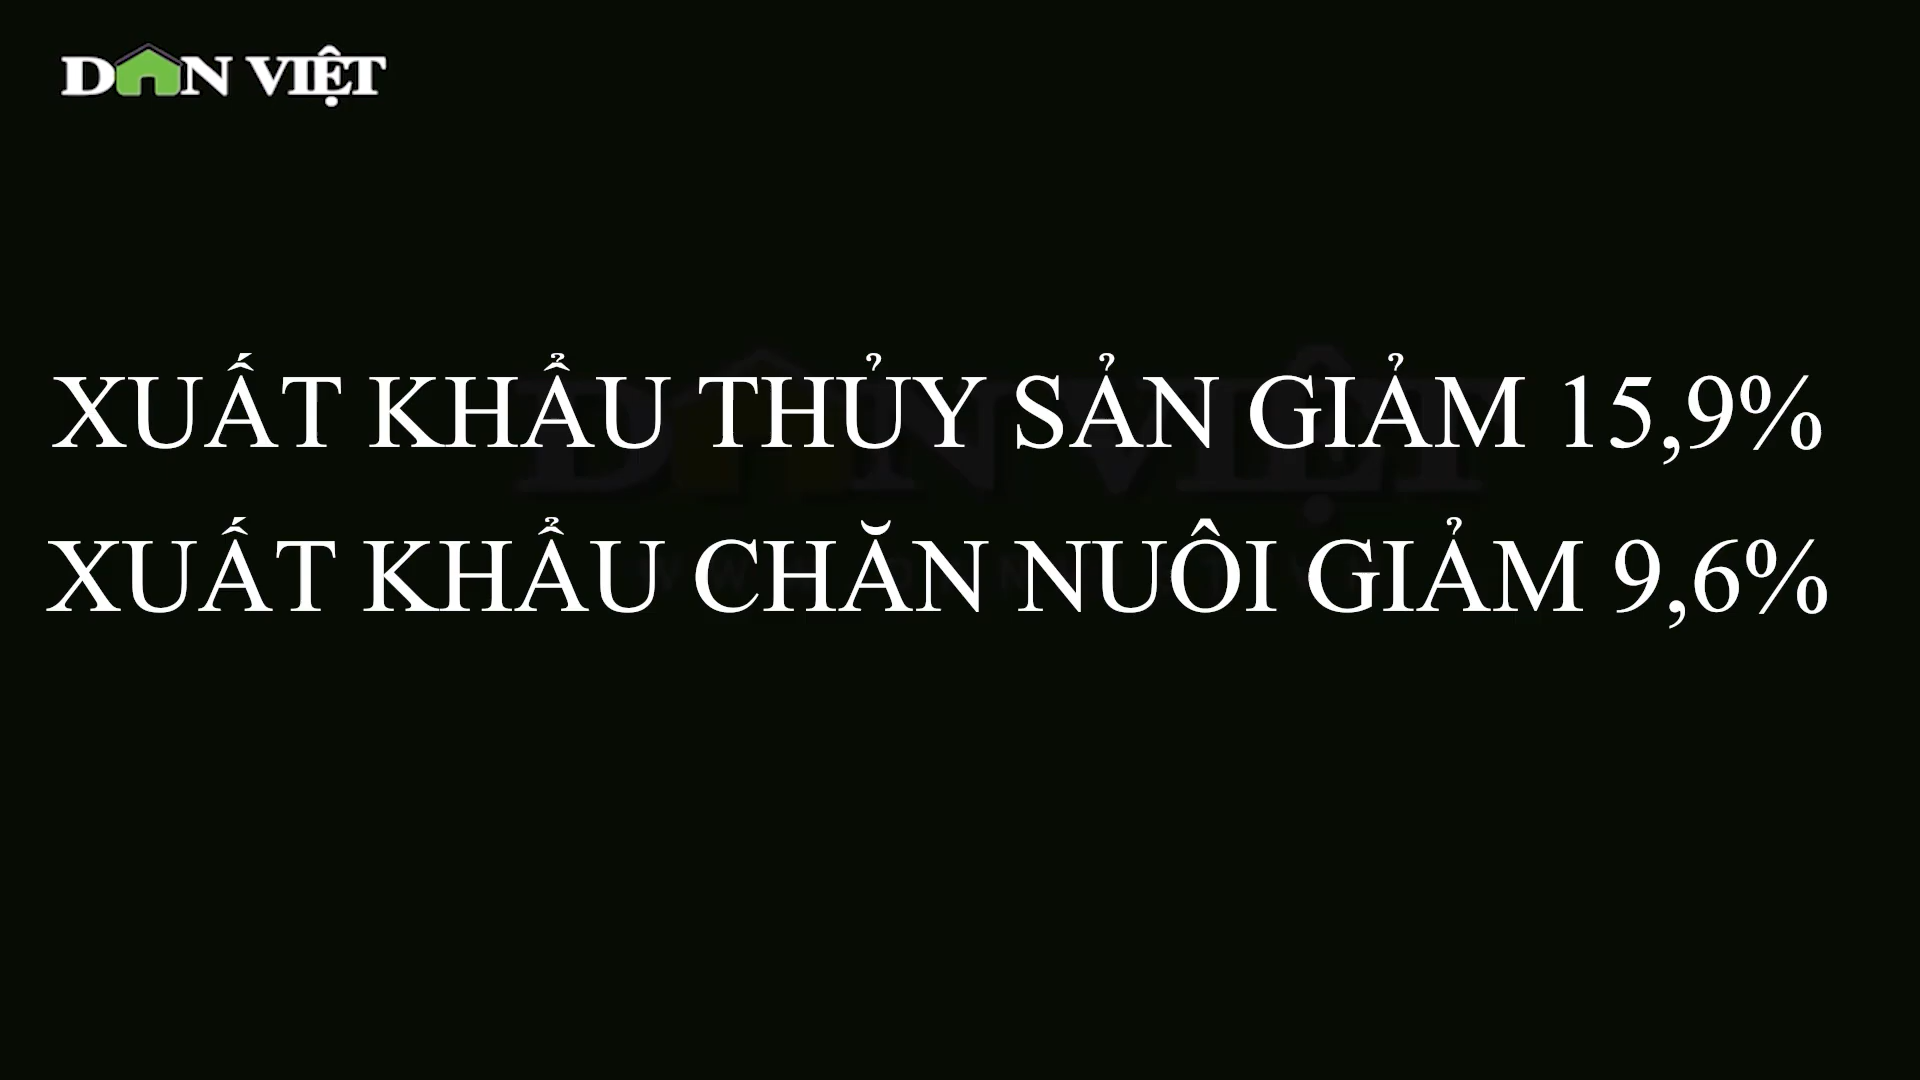 DÂN VIỆT
XUẤT KHẨU THỦY SẢN GIẢM 15,9%
XUẤT KHẨU CHĂN NUÔI GIẢM 9,6%